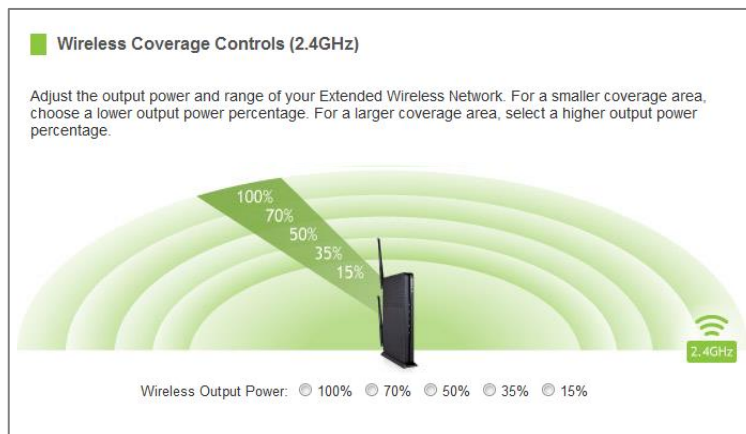 Wireless Coverage Controls (2.4GHz)
Adjust the output power and range of your Extended Wireless Network. For a smaller coverage area,
choose a lower output power percentage. For a larger coverage area, select a higher output power
percentage.
100%
70%
50%
35%
15%
2.4GHz
Wireless Output Power: 100% 70% 50% 35% 15%